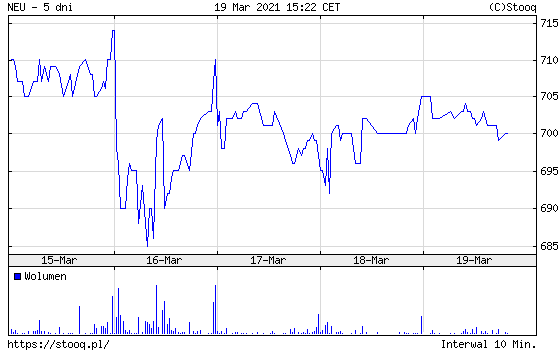 NEU - 5 dni 19 Mar 2021 15:22 CET (C)Stooq
715
710
705
700
695
690
685
15-Mar 16-Mar 17-Mar 18-Mar 19-Mar
Wolumen
https://stooq.pl/ Interwal 10 Min.